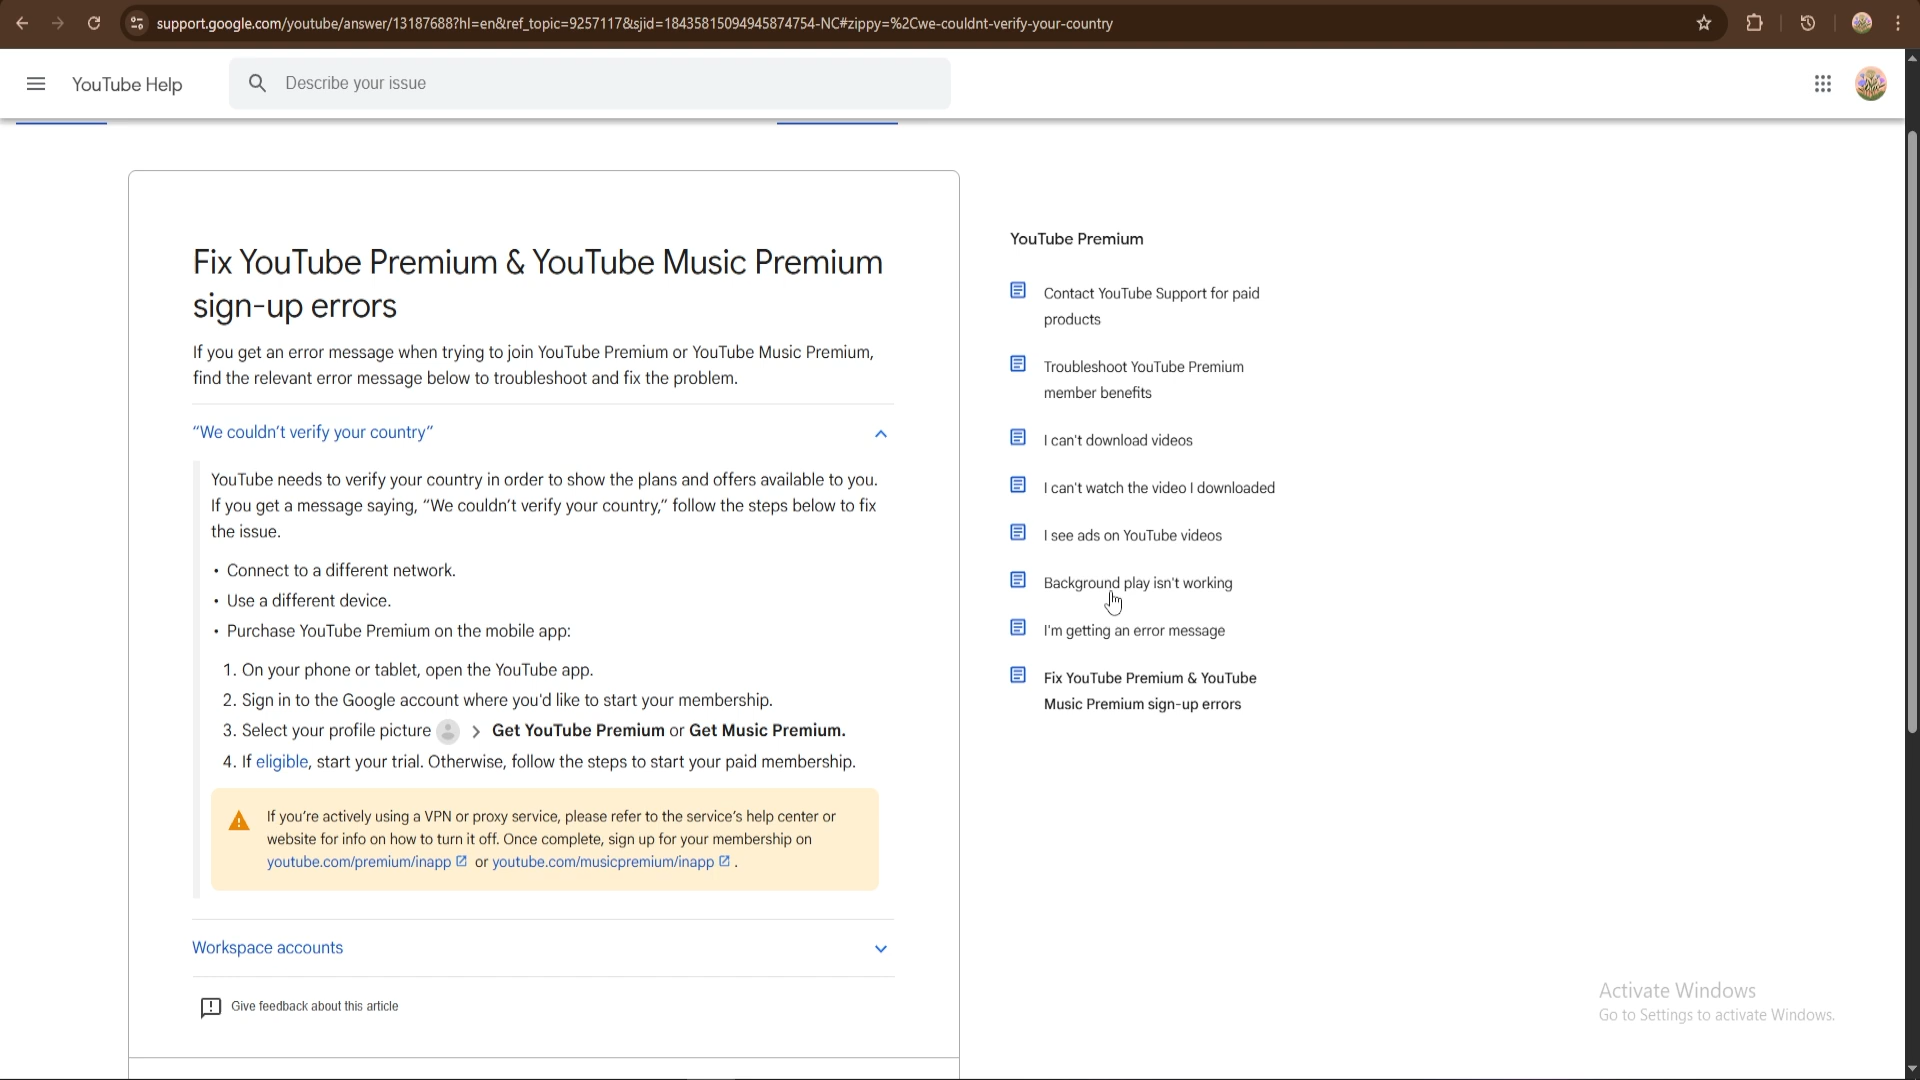 support.google.com/youtube/answer/13187688?hl=en&ref_topic=9257117&sjid=18435815094945874754-NC#zippy=%2Cwe-couldnt-verify-your-country
YouTube Help
Describe your issue
Fix YouTube Premium & YouTube Music Premium
sign-up errors
If you get an error message when trying to join YouTube Premium or YouTube Music Premium,
find the relevant error message below to troubleshoot and fix the problem.
“We couldn’t verify your country”
YouTube needs to verify your country in order to show the plans and offers available to you.
If you get a message saying, “We couldn’t verify your country,” follow the steps below to fix
the issue.
• Connect to a different network.
• Use a different device.
• Purchase YouTube Premium on the mobile app:
1. On your phone or tablet, open the YouTube app.
2. Sign in to the Google account where you'd like to start your membership.
3. Select your profile picture > Get YouTube Premium or Get Music Premium.
4. If eligible, start your trial. Otherwise, follow the steps to start your paid membership.
If you’re actively using a VPN or proxy service, please refer to the service’s help center or
website for info on how to turn it off. Once complete, sign up for your membership on
youtube.com/premium/inapp or youtube.com/musicpremium/inapp .
Workspace accounts
Give feedback about this article
YouTube Premium
Contact YouTube Support for paid
products
Troubleshoot YouTube Premium
member benefits
I can't download videos
I can't watch the video I downloaded
I see ads on YouTube videos
Background play isn't working
I'm getting an error message
Fix YouTube Premium & YouTube
Music Premium sign-up errors
Activate Windows
Go to Settings to activate Windows.